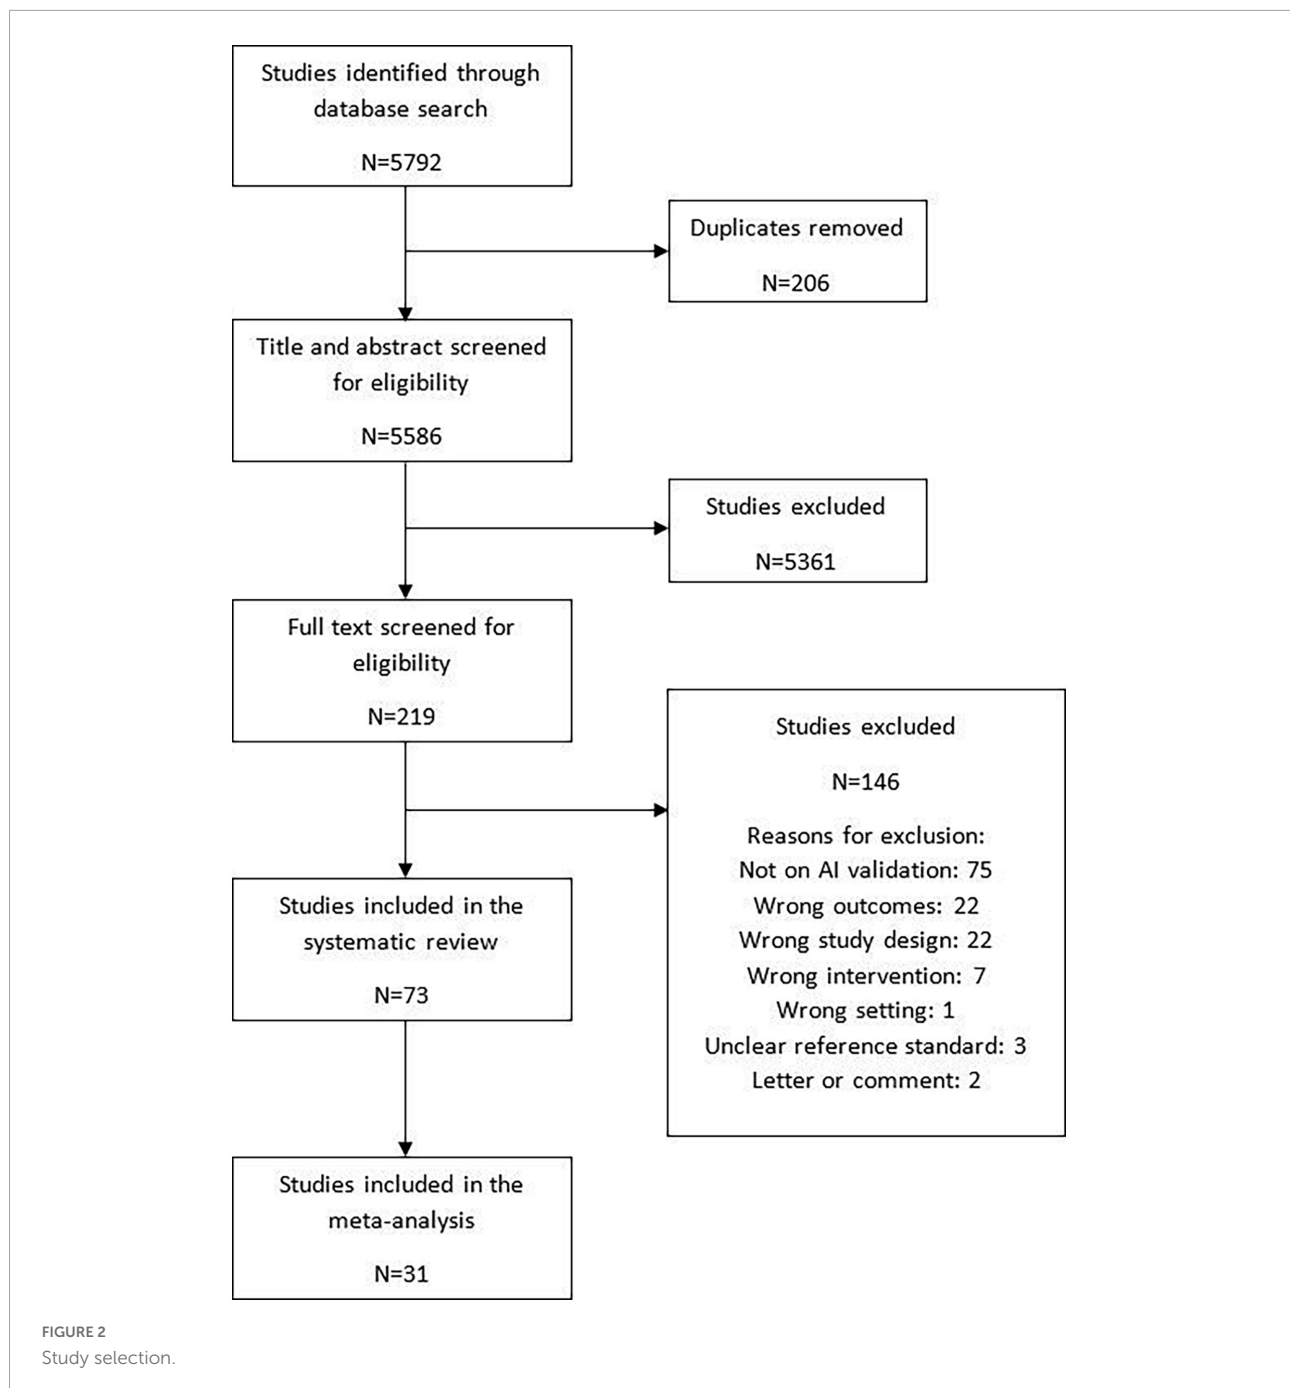 Studies identified through
database search
N=5792
Duplicates removed
N=206
Title and abstract screened
for eligibility
N=5586
Studies excluded
N=5361
Full text screened for
eligibility
N=219
Studies excluded
N=146
Reasons for exclusion:
Not on AI validation: 75
Wrong outcomes: 22
Wrong study design: 22
Wrong intervention: 7
Wrong setting: 1
Unclear reference standard: 3
Letter or comment: 2
Studies included in the
systematic review
N=73
Studies included in the
meta-analysis
N=31
FIGURE 2
Study selection.